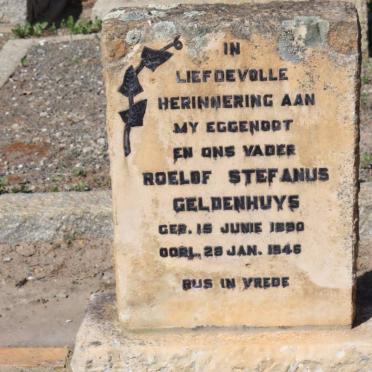 IN
LIEFDEVOLLE
HERINNERING AAN
MY EGGENOOT
EN ONS VADER
ROELOF STEFANUS
GELDENHUYS
GEB. 15 JUNIE 1890
OORL. 29 JAN. 1946
RUS IN VREDE